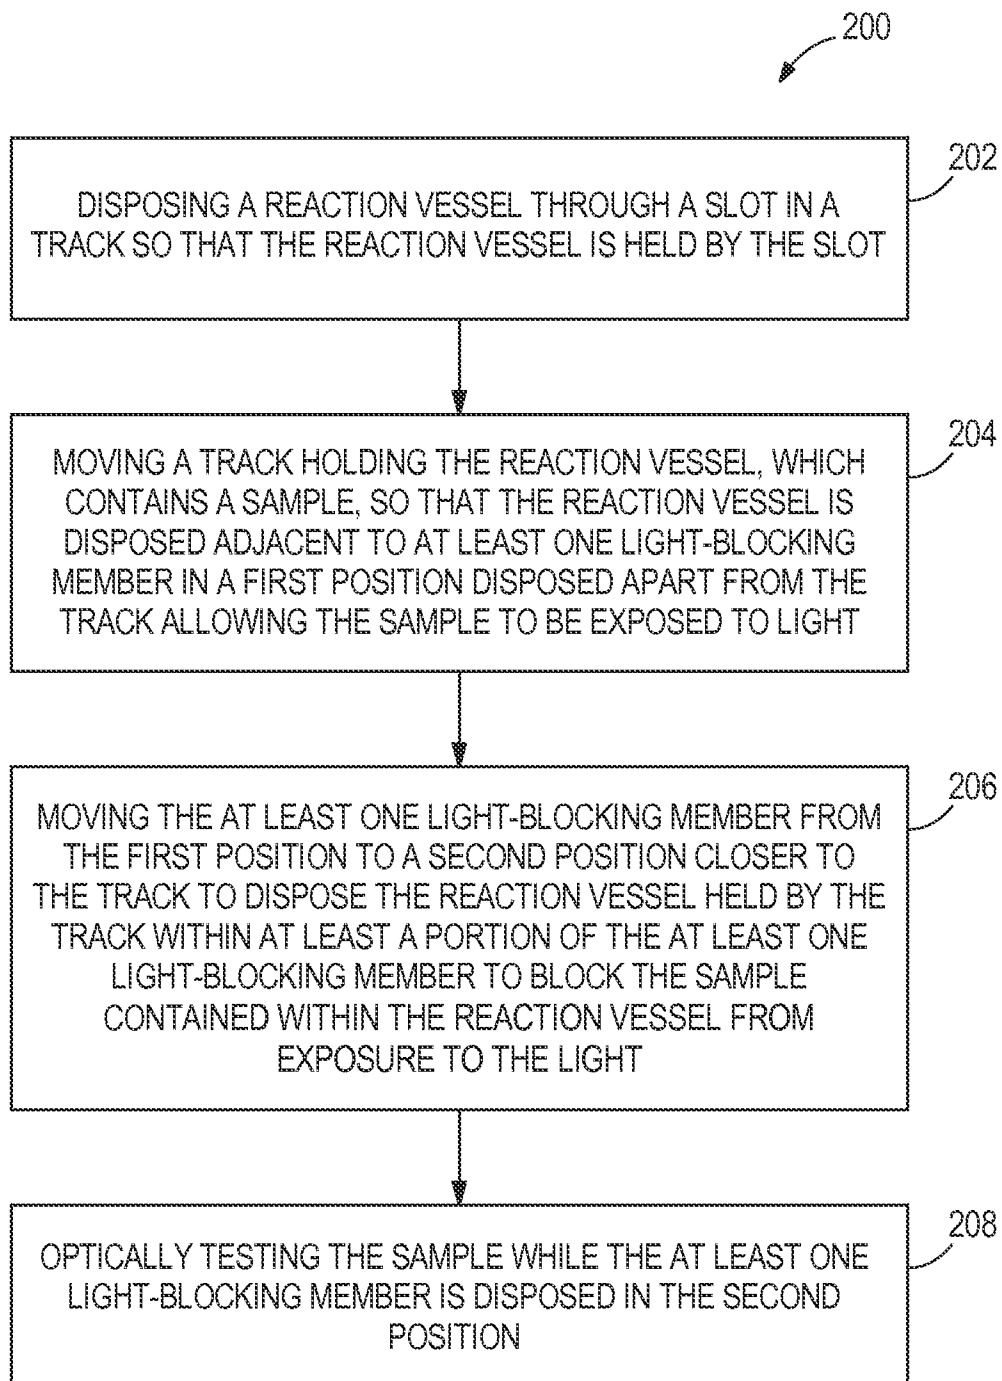 200
202
DISPOSING A REACTION VESSEL THROUGH A SLOT IN A
TRACK SO THAT THE REACTION VESSEL IS HELD BY THE SLOT
204
MOVING A TRACK HOLDING THE REACTION VESSEL, WHICH
CONTAINS A SAMPLE, SO THAT THE REACTION VESSEL IS
DISPOSED ADJACENT TO AT LEAST ONE LIGHT-BLOCKING
MEMBER IN A FIRST POSITION DISPOSED APART FROM THE
TRACK ALLOWING THE SAMPLE TO BE EXPOSED TO LIGHT
206
MOVING THE AT LEAST ONE LIGHT-BLOCKING MEMBER FROM
THE FIRST POSITION TO A SECOND POSITION CLOSER TO
THE TRACK TO DISPOSE THE REACTION VESSEL HELD BY THE
TRACK WITHIN AT LEAST A PORTION OF THE AT LEAST ONE
LIGHT-BLOCKING MEMBER TO BLOCK THE SAMPLE
CONTAINED WITHIN THE REACTION VESSEL FROM
EXPOSURE TO THE LIGHT
208
OPTICALLY TESTING THE SAMPLE WHILE THE AT LEAST ONE
LIGHT-BLOCKING MEMBER IS DISPOSED IN THE SECOND
POSITION